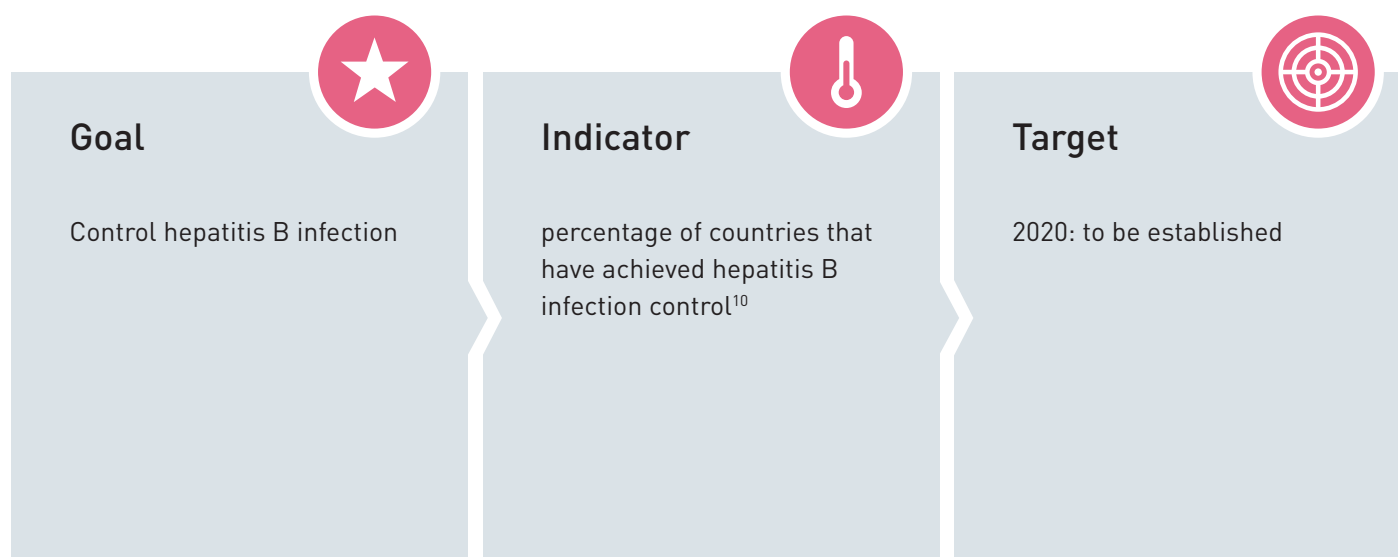 Goal
Control hepatitis B infection
Indicator
percentage of countries that
have achieved hepatitis B
infection control¹⁰
Target
2020: to be established